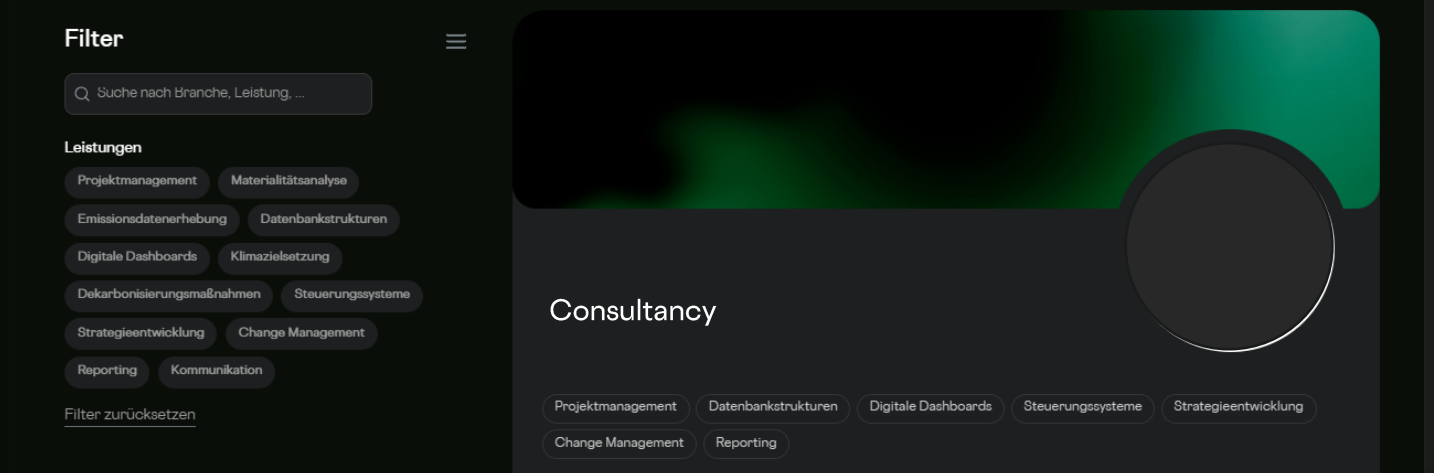 Filter
Suche nach Branche, Leistung, ...
Leistungen
Projektmanagement Materialitätsanalyse
Emissionsdatenerhebung Datenbankstrukturen
Digitale Dashboards Klimazielsetzung
Dekarbonisierungsmaßnahmen Steuerungssysteme
Strategieentwicklung Change Management
Reporting Kommunikation
Filter zurücksetzen
Consultancy
Projektmanagement Datenbankstrukturen Digitale Dashboards Steuerungssysteme Strategieentwicklung
Change Management Reporting